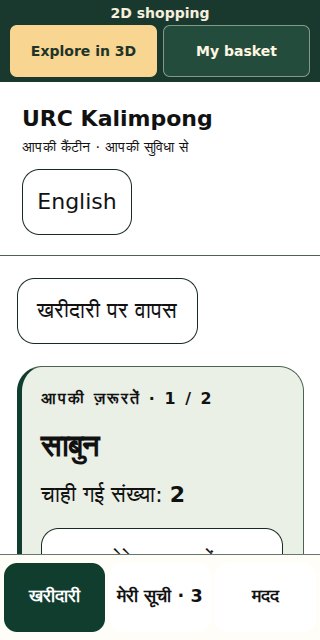 2D shopping
Explore in 3D
My basket
URC Kalimpong
आपकी कैंटीन · आपकी सुविधा से
English
खरीदारी पर वापस
आपकी ज़रूरतें · 1 / 2
साबुन
चाही गई संख्या: 2
खरीदारी
मेरी सूची · 3
मदद